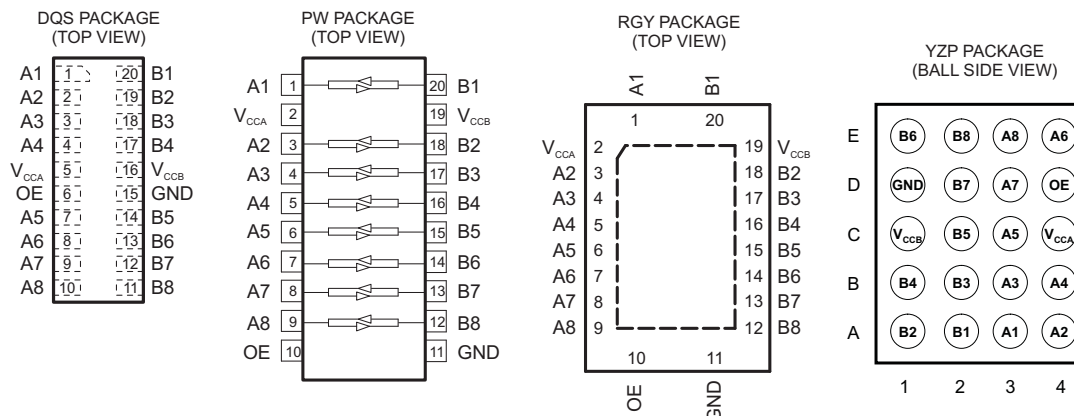 DQS PACKAGE
(TOP VIEW)
A1 1 20 B1
A2 2 19 B2
A3 3 18 B3
A4 4 17 B4
VCCA 5 16 VCCB
OE 6 15 GND
A5 7 14 B5
A6 8 13 B6
A7 9 12 B7
A8 10 11 B8
PW PACKAGE
(TOP VIEW)
A1 1 20 B1
VCCA 2 19 VCCB
A2 3 18 B2
A3 4 17 B3
A4 5 16 B4
A5 6 15 B5
A6 7 14 B6
A7 8 13 B7
A8 9 12 B8
OE 10 11 GND
RGY PACKAGE
(TOP VIEW)
A1 B1
1 20
VCCA 2 19 VCCB
A2 3 18 B2
A3 4 17 B3
A4 5 16 B4
A5 6 15 B5
A6 7 14 B6
A7 8 13 B7
A8 9 12 B8
10 11
OE GND
YZP PACKAGE
(BALL SIDE VIEW)
E B6 B8 A8 A6
D GND B7 A7 OE
C VCCB B5 A5 VCCA
B B4 B3 A3 A4
A B2 B1 A1 A2
1 2 3 4